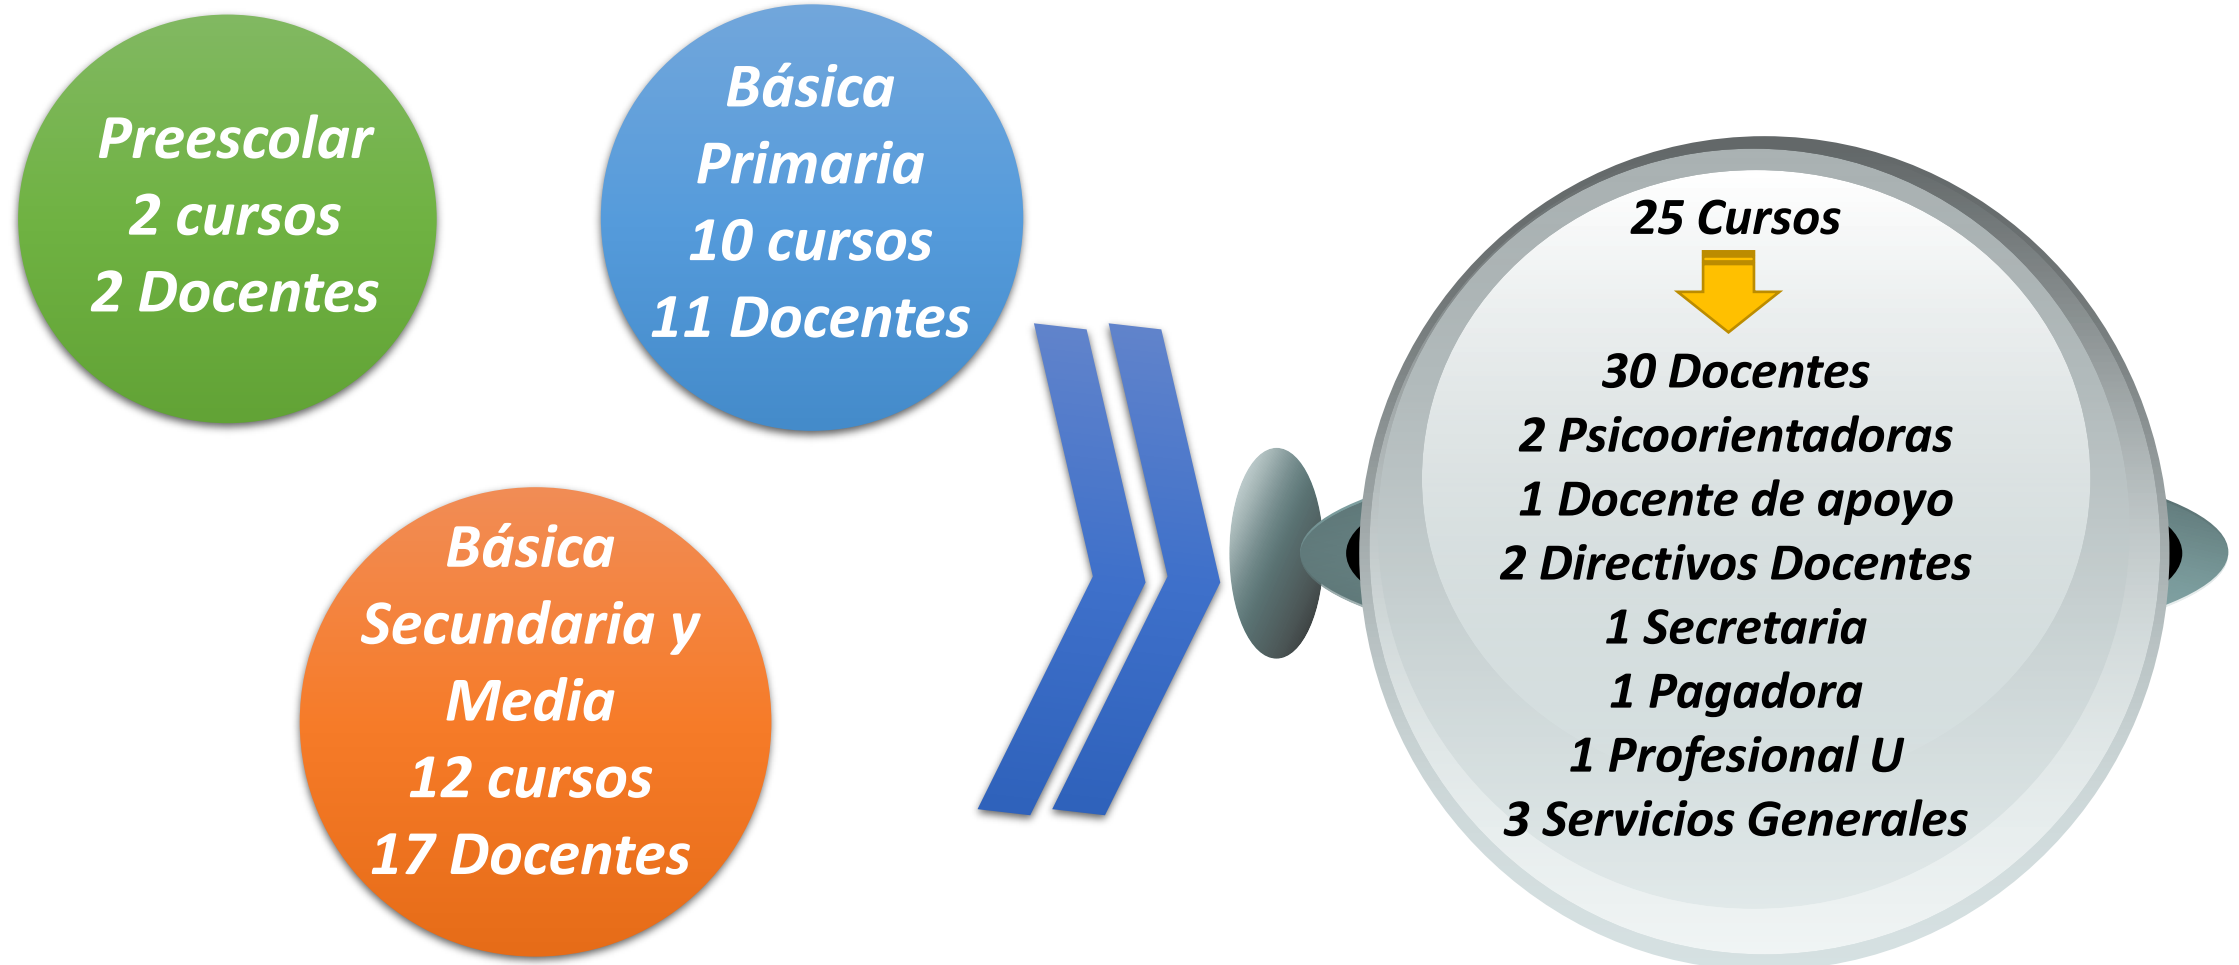 Preescolar
2 cursos
2 Docentes
Básica
Primaria
10 cursos
11 Docentes
Básica
Secundaria y
Media
12 cursos
17 Docentes
25 Cursos
30 Docentes
2 Psicoorientadoras
1 Docente de apoyo
2 Directivos Docentes
1 Secretaria
1 Pagadora
1 Profesional U
3 Servicios Generales